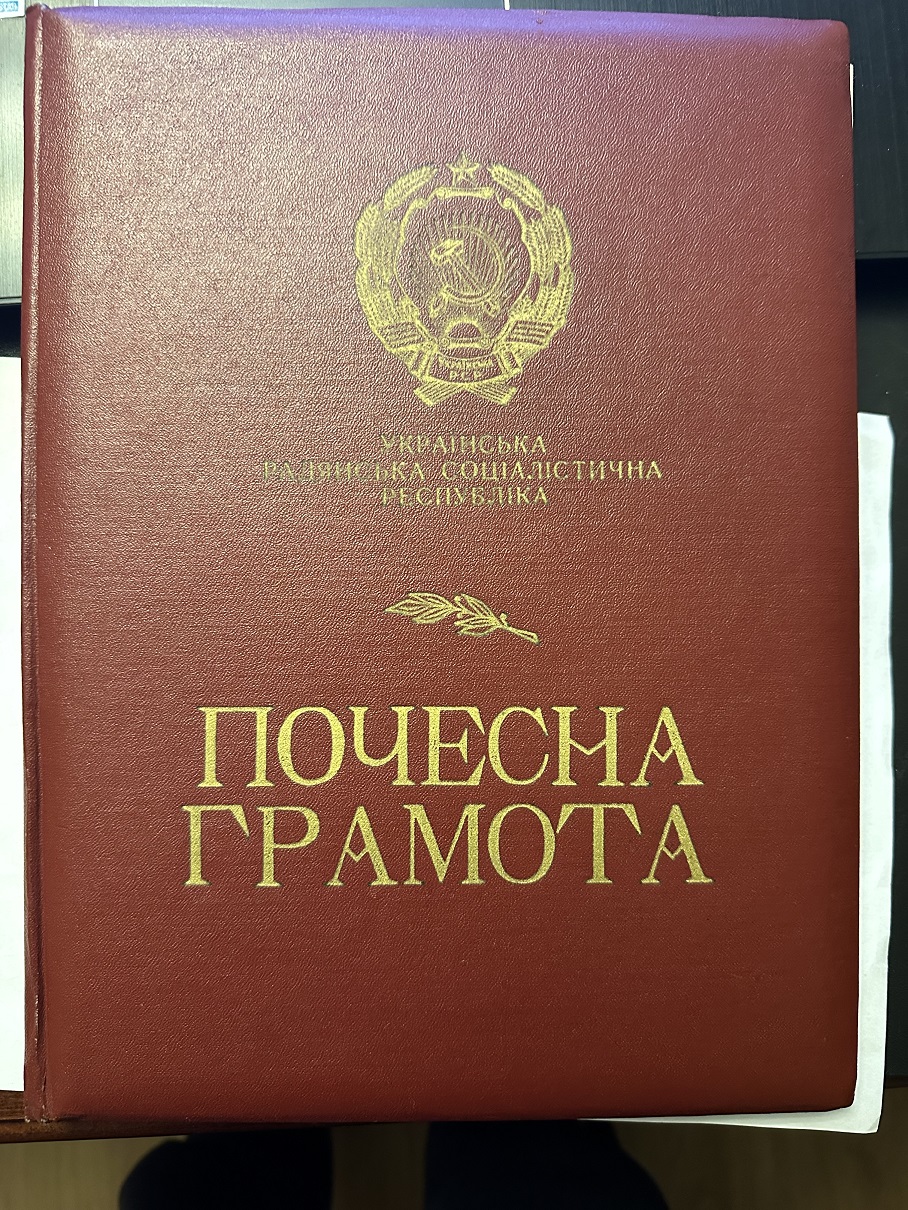 УКРАЇНСЬКА
РАДЯНСЬКА СОЦІАЛІСТИЧНА
РЕСПУБЛІКА
ПОЧЕСНА
ГРАМОТА